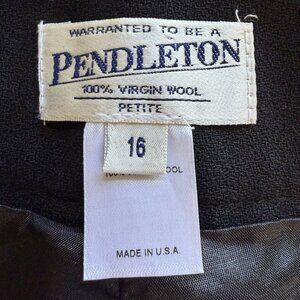 WARRANTED TO BE A
PENDLETON
100% VIRGIN WOOL
PETITE
16
MADE IN U.S.A.